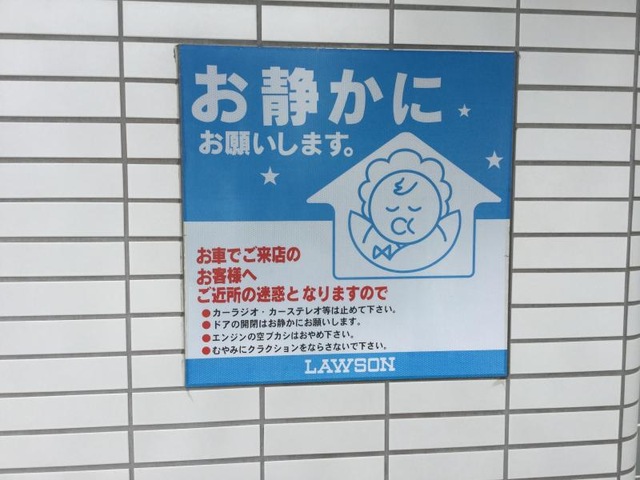 お静かに
お願いします。
お車でご来店の
お客様へ
ご近所の迷惑となりますので
●カーラジオ・カーステレオ等は止めて下さい。
●ドアの開閉はお静かにお願いします。
●エンジンの空ブカシはおやめ下さい。
●むやみにクラクションをならさないで下さい。
LAWSON